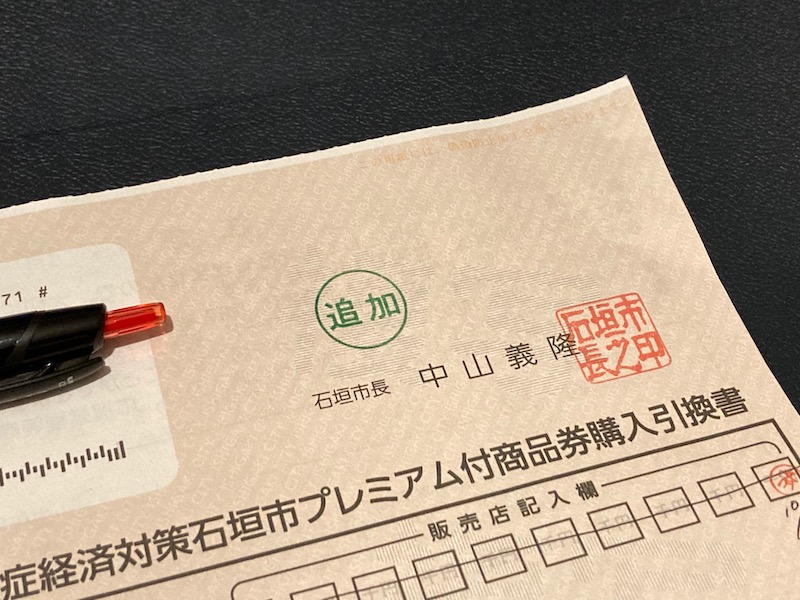 71 #
追加
石垣市長 中山義隆
石垣市
長之印
症経済対策石垣市プレミアム付商品券購入引換書
販売店記入欄